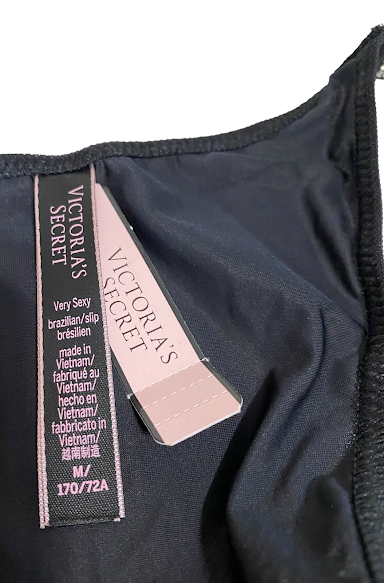 VICTORIA'S
SECRET
Very Sexy
brazilian/slip
brésilien
made in
Vietnam/
fabriqué au
Vietnam/
hecho en
Vietnam/
fabbricato in
Vietnam/
越南制造
M/
170/72A
VICTORIA'S
SECRET